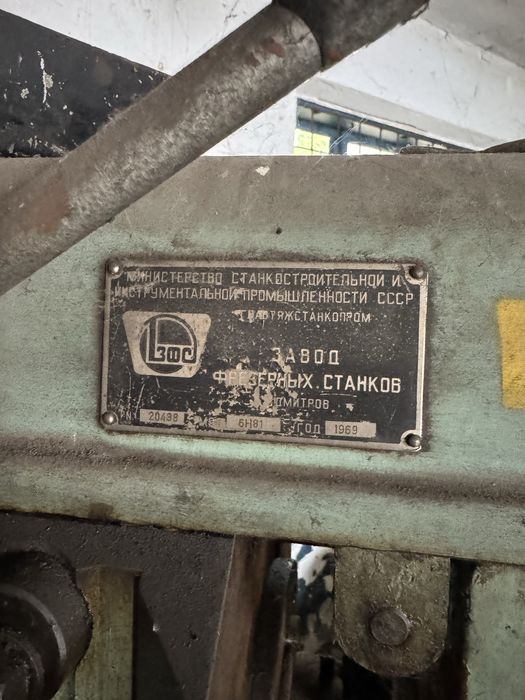 МИНИСТЕРСТВО СТАНКОСТРОИТЕЛЬНОЙ И
ИНСТРУМЕНТАЛЬНОЙ ПРОМЫШЛЕННОСТИ СССР
ГЛАВТЯЖСТАНКОПРОМ
ДЗФС
ЗАВОД
ФРЕЗЕРНЫХ СТАНКОВ
ДМИТРОВ
№ 20498 6Н81 ГОД 1969